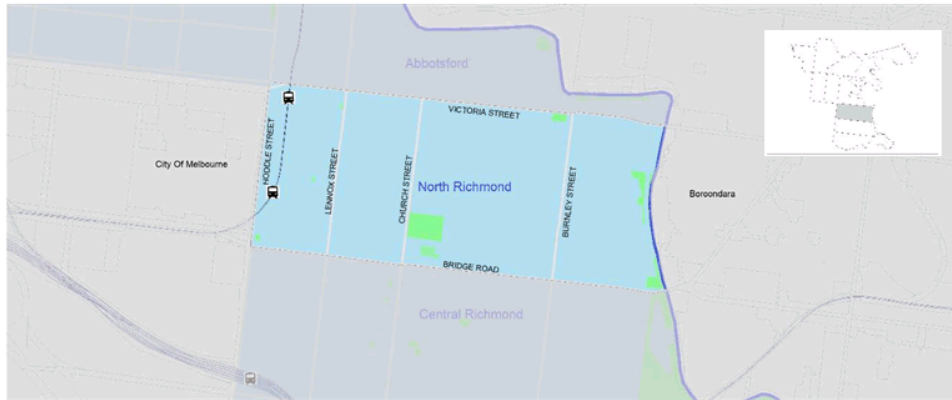 Abbotsford
VICTORIA STREET
HODDLE STREET
City Of Melbourne
LENNOX STREET
CHURCH STREET
North Richmond
BURNLEY STREET
Boroondara
BRIDGE ROAD
Central Richmond